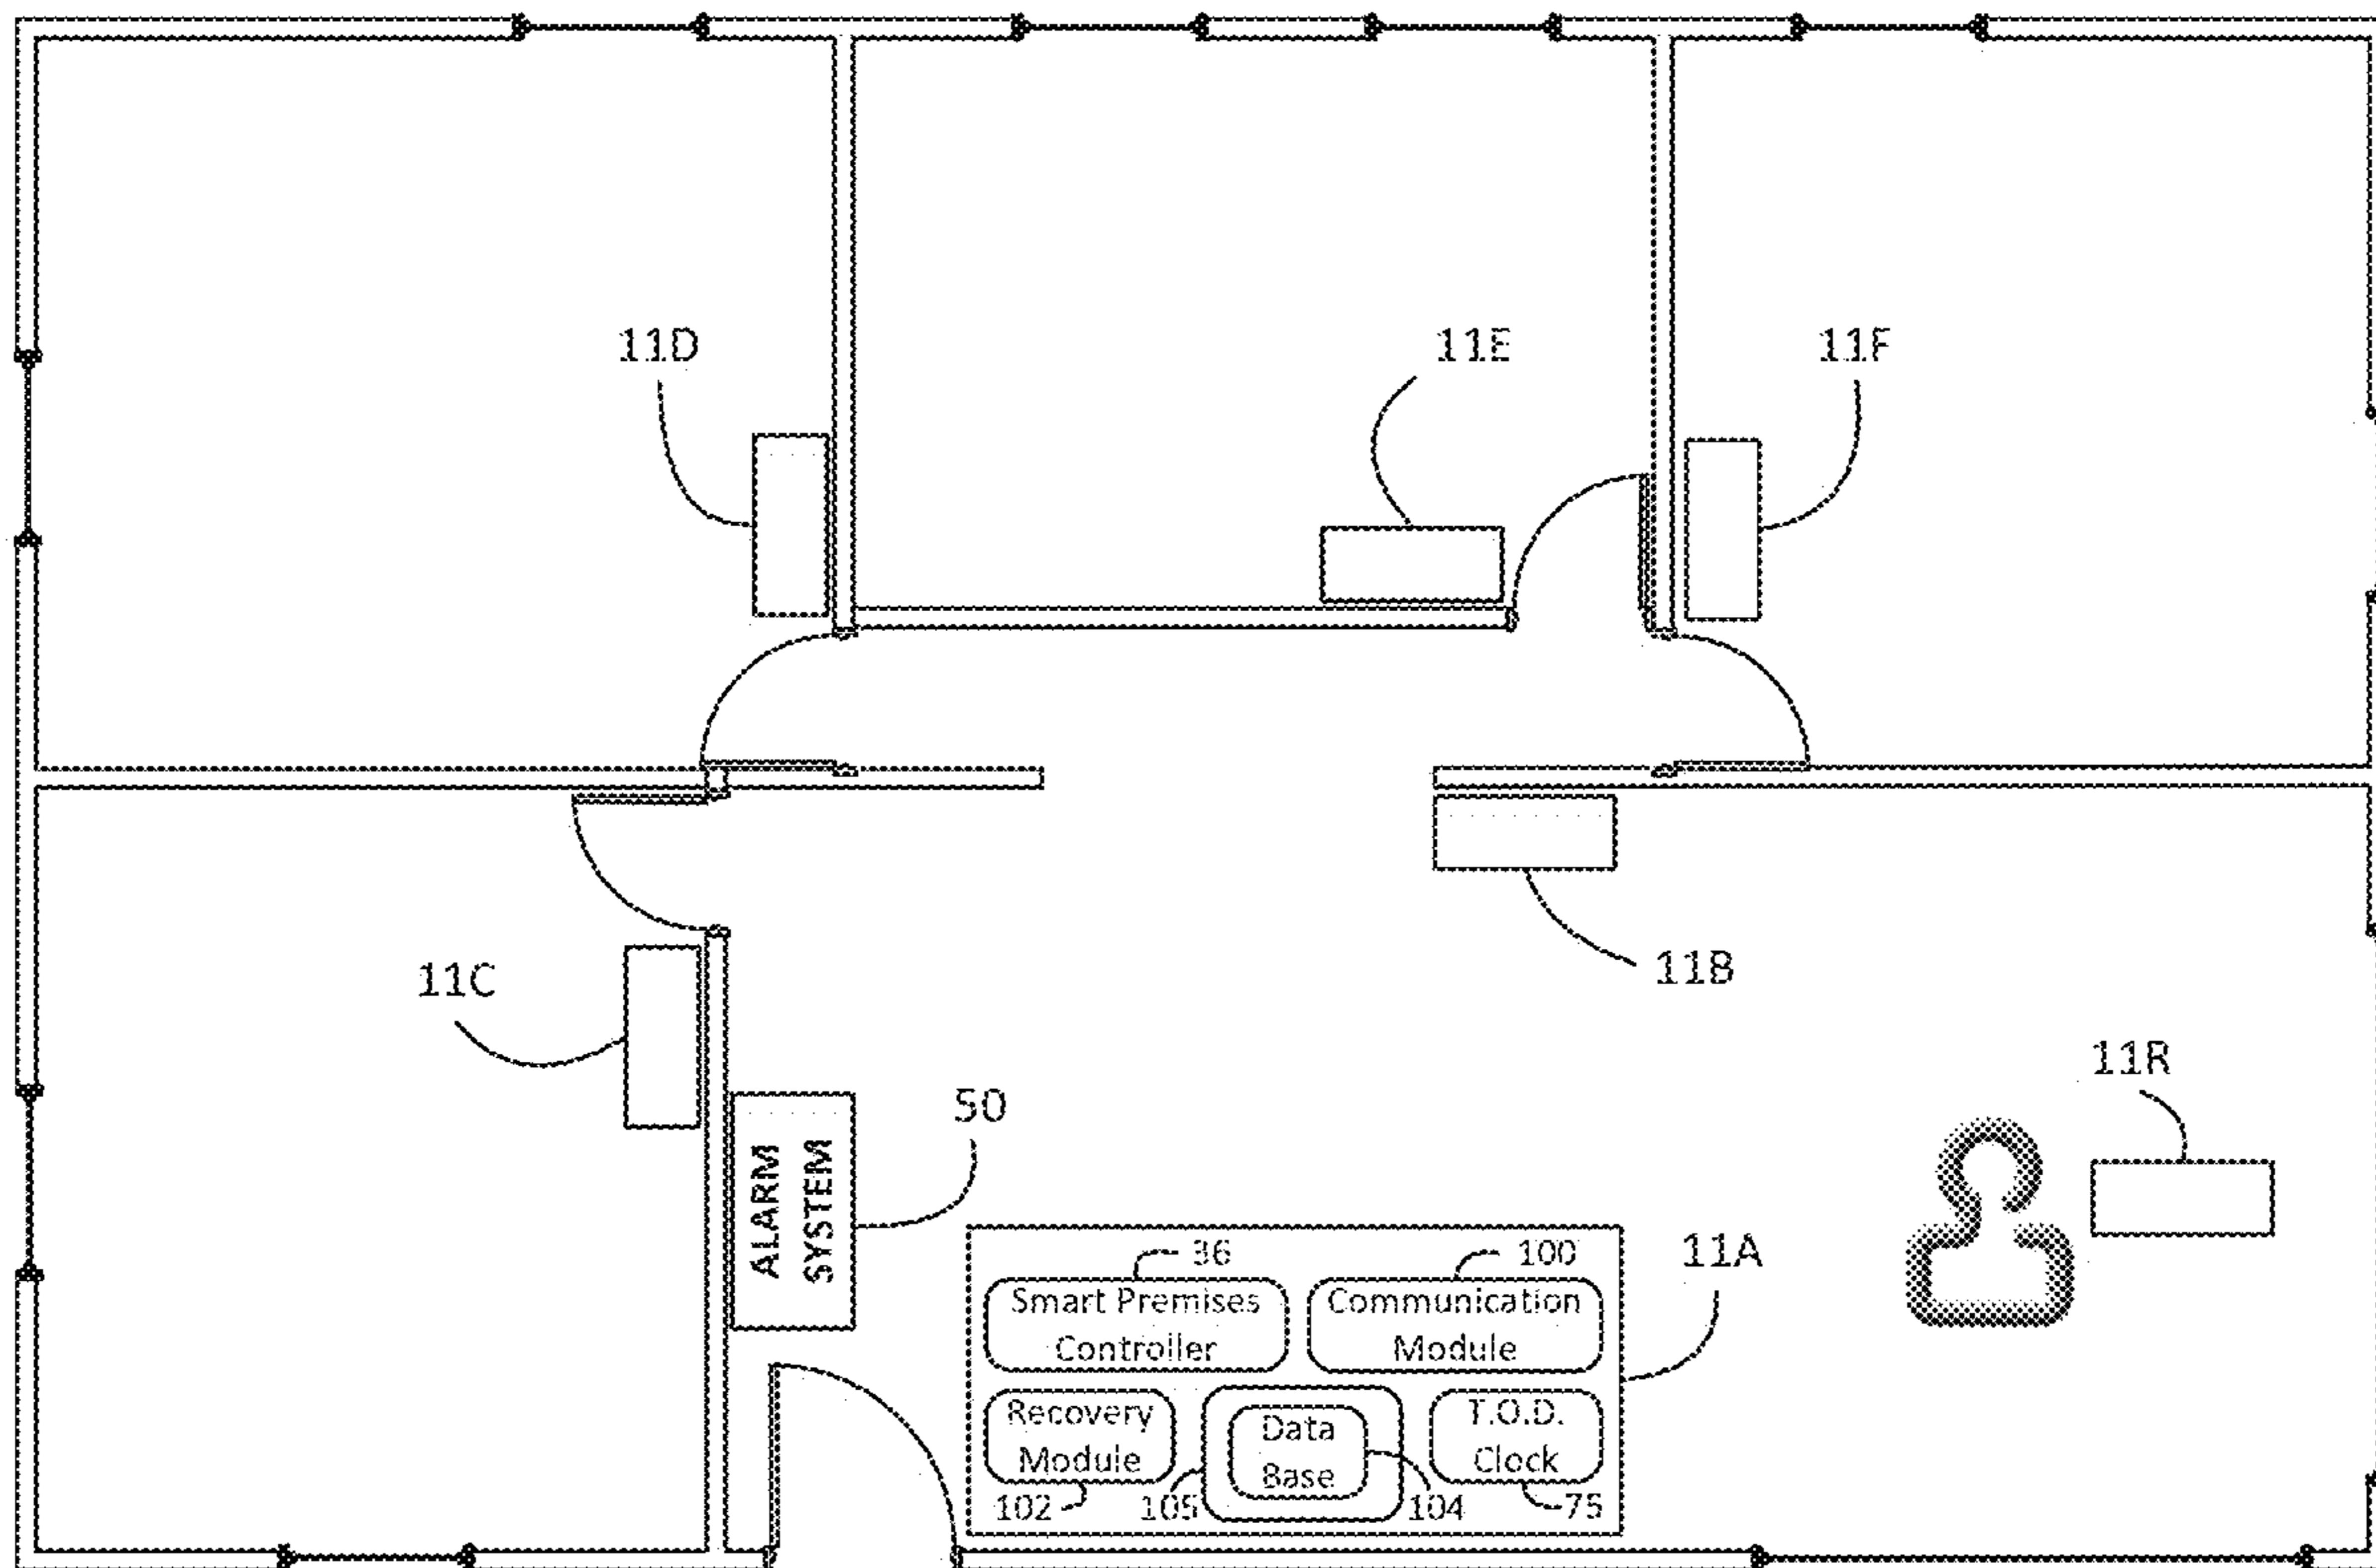 11D
11E
11F
11B
11C
11R
50
ALARM
SYSTEM
11A
36
100
Smart Premises
Controller
Communication
Module
Recovery
Module
Data
Base
T.O.D.
Clock
102
105
104
75